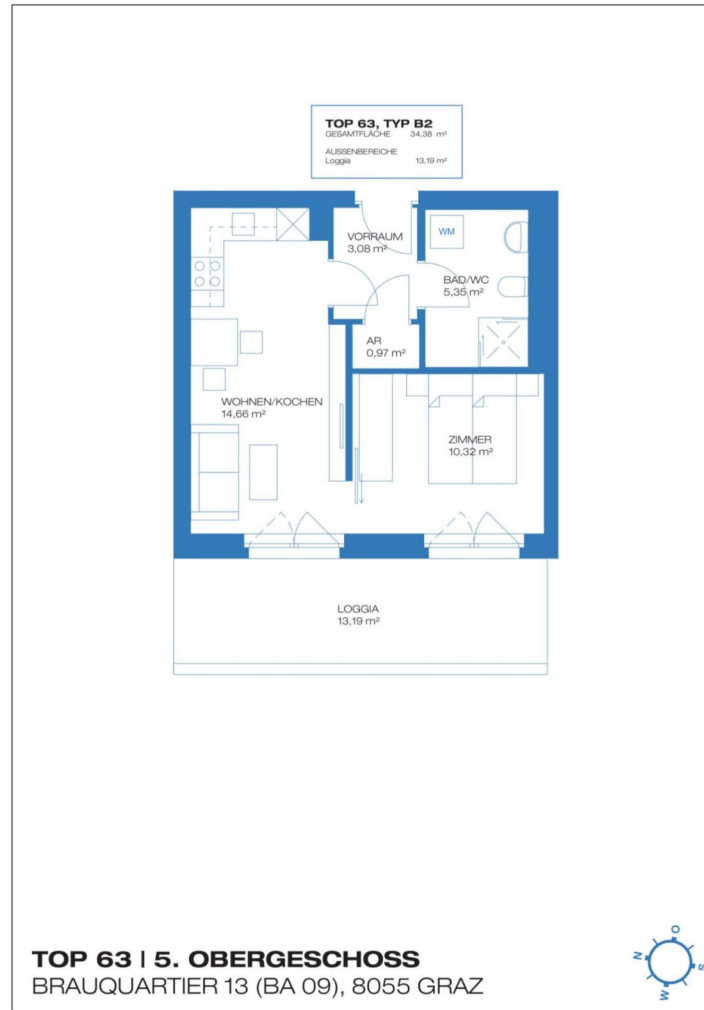 TOP 63, TYP B2
GESAMTFLÄCHE 34,38 m²
AUSSENBEREICHE
Loggia 13,19 m²
VORRAUM
3,08 m²
WM
BAD/WC
5,35 m²
AR
0,97 m²
WOHNEN/KOCHEN
14,66 m²
ZIMMER
10,32 m²
LOGGIA
13,19 m²
TOP 63 | 5. OBERGESCHOSS
BRAUQUARTIER 13 (BA 09), 8055 GRAZ
N
O
S
W